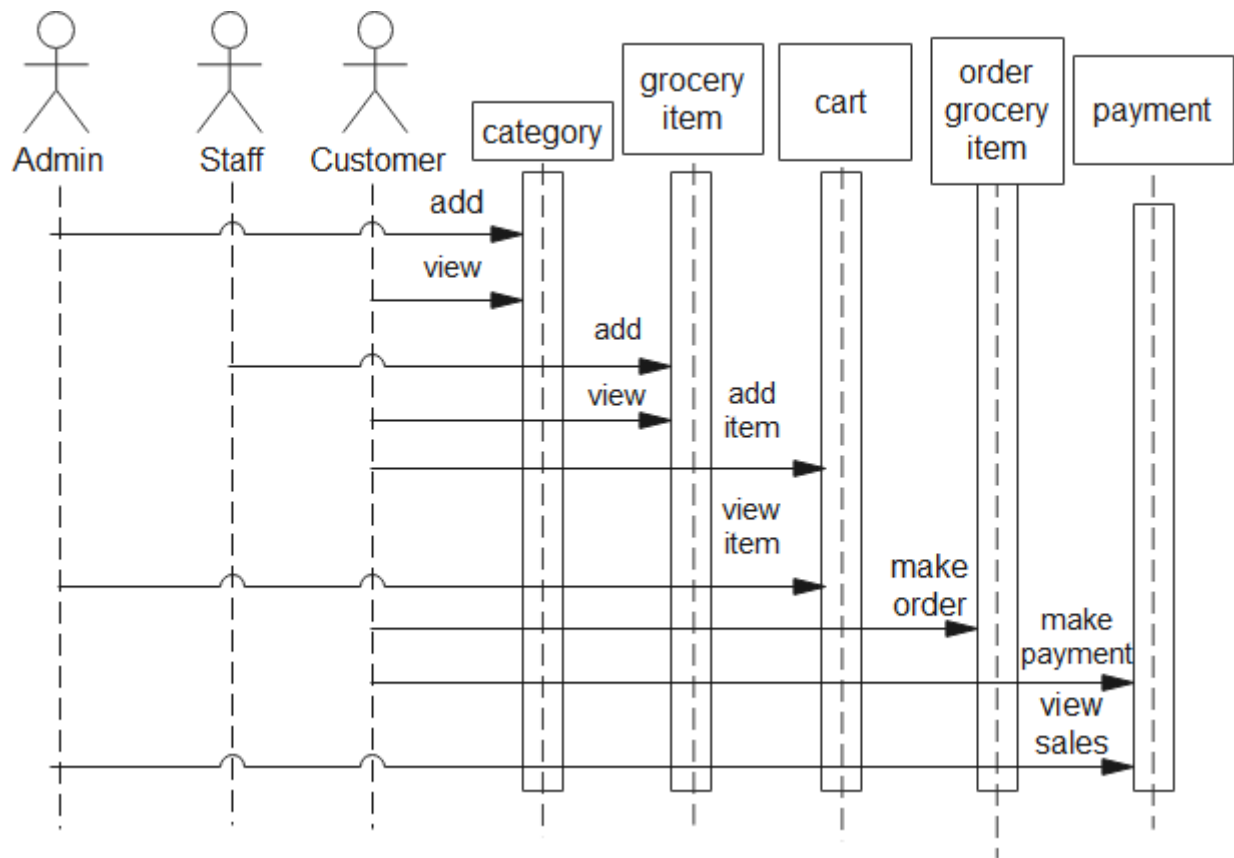 Admin
Staff
Customer
category
grocery
item
cart
order
grocery
item
payment
add
view
add
view
add
item
view
item
make
order
make
payment
view
sales